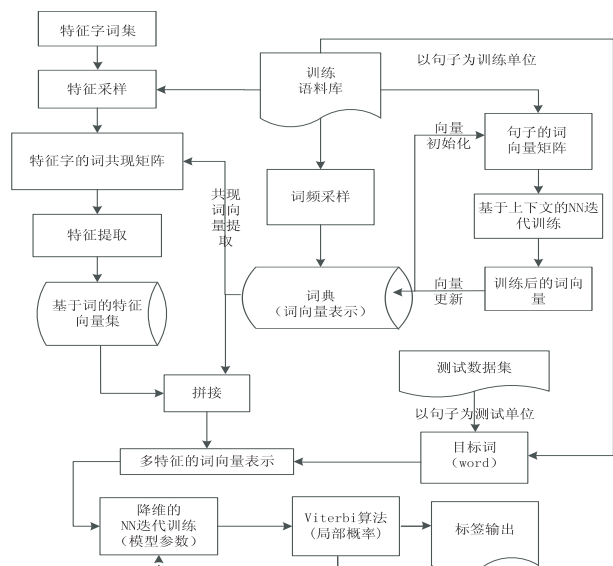 特征字词集
训练
语料库
以句子为训练单位
特征采样
向量
初始化
句子的词
向量矩阵
特征字的词共现矩阵
共现
词向
量提
取
词频采样
基于上下文的NN迭
代训练
特征提取
词典
（词向量表示）
向量
更新
训练后的词向
量
基于词的特征
向量集
测试数据集
拼接
以句子为测试单位
目标词
（word）
多特征的词向量表示
降维的
NN迭代训练
（模型参数）
Viterbi算法
(局部概率)
标签输出